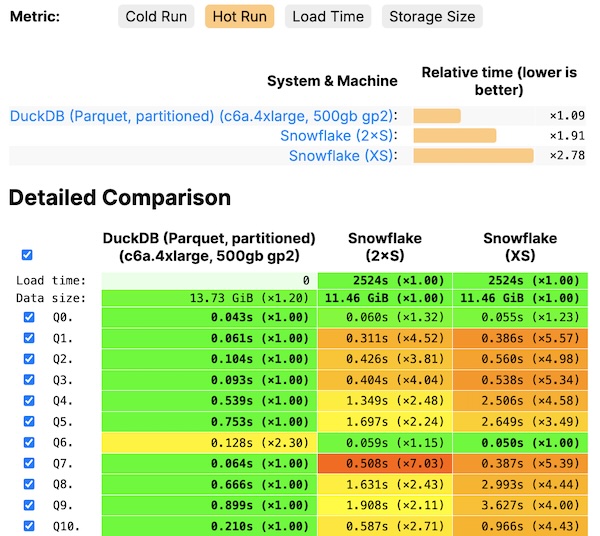 Metric: Cold Run Hot Run Load Time Storage Size
System & Machine Relative time (lower is
better)
DuckDB (Parquet, partitioned) (c6a.4xlarge, 500gb gp2): ×1.09
Snowflake (2×S): ×1.91
Snowflake (XS): ×2.78
Detailed Comparison
DuckDB (Parquet, partitioned) Snowflake Snowflake
(c6a.4xlarge, 500gb gp2) (2×S) (XS)
Load time: 0 2524s (×1.00) 2524s (×1.00)
Data size: 13.73 GiB (×1.20) 11.46 GiB (×1.00) 11.46 GiB (×1.00)
Q0. 0.043s (×1.00) 0.060s (×1.32) 0.055s (×1.23)
Q1. 0.061s (×1.00) 0.311s (×4.52) 0.386s (×5.57)
Q2. 0.104s (×1.00) 0.426s (×3.81) 0.560s (×4.98)
Q3. 0.093s (×1.00) 0.404s (×4.04) 0.538s (×5.34)
Q4. 0.539s (×1.00) 1.349s (×2.48) 2.506s (×4.58)
Q5. 0.753s (×1.00) 1.697s (×2.24) 2.649s (×3.49)
Q6. 0.128s (×2.30) 0.059s (×1.15) 0.050s (×1.00)
Q7. 0.064s (×1.00) 0.508s (×7.03) 0.387s (×5.39)
Q8. 0.666s (×1.00) 1.631s (×2.43) 2.993s (×4.44)
Q9. 0.899s (×1.00) 1.908s (×2.11) 3.627s (×4.00)
Q10. 0.210s (×1.00) 0.587s (×2.71) 0.966s (×4.43)